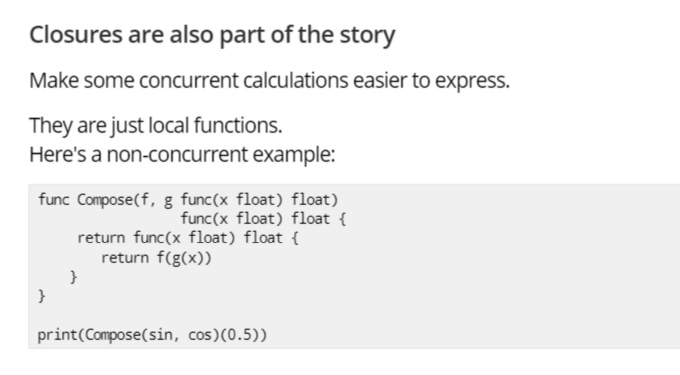 Closures are also part of the story
Make some concurrent calculations easier to express.
They are just local functions.
Here's a non-concurrent example:
func Compose(f, g func(x float) float)
                  func(x float) float {
     return func(x float) float {
        return f(g(x))
    }
}
print(Compose(sin, cos)(0.5))